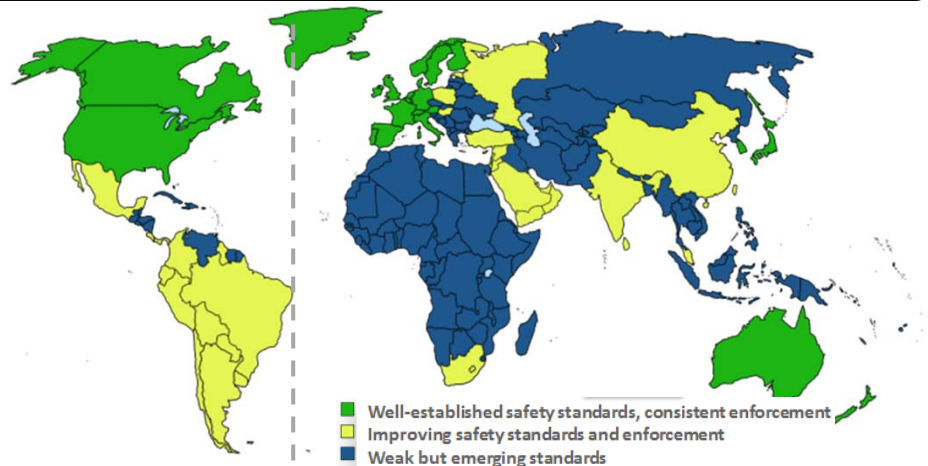 Well-established safety standards, consistent enforcement
Improving safety standards and enforcement
Weak but emerging standards